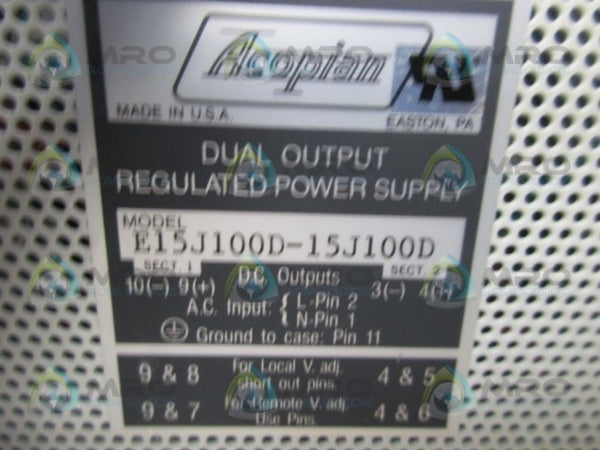 Acopian
MADE IN U.S.A.
EASTON, PA
DUAL OUTPUT
REGULATED POWER SUPPLY
MODEL
E15J100D-15J100D
SECT. 1 D.C. Outputs SECT. 2
10(-) 9(+) 3(-) 4(+)
A.C. Input: { L-Pin 2
N-Pin 1
Ground to case: Pin 11
9 & 8 For Local V. adj. short out pins. 4 & 5
9 & 7 For Remote V. adj. Use Pins. 4 & 6
MRO